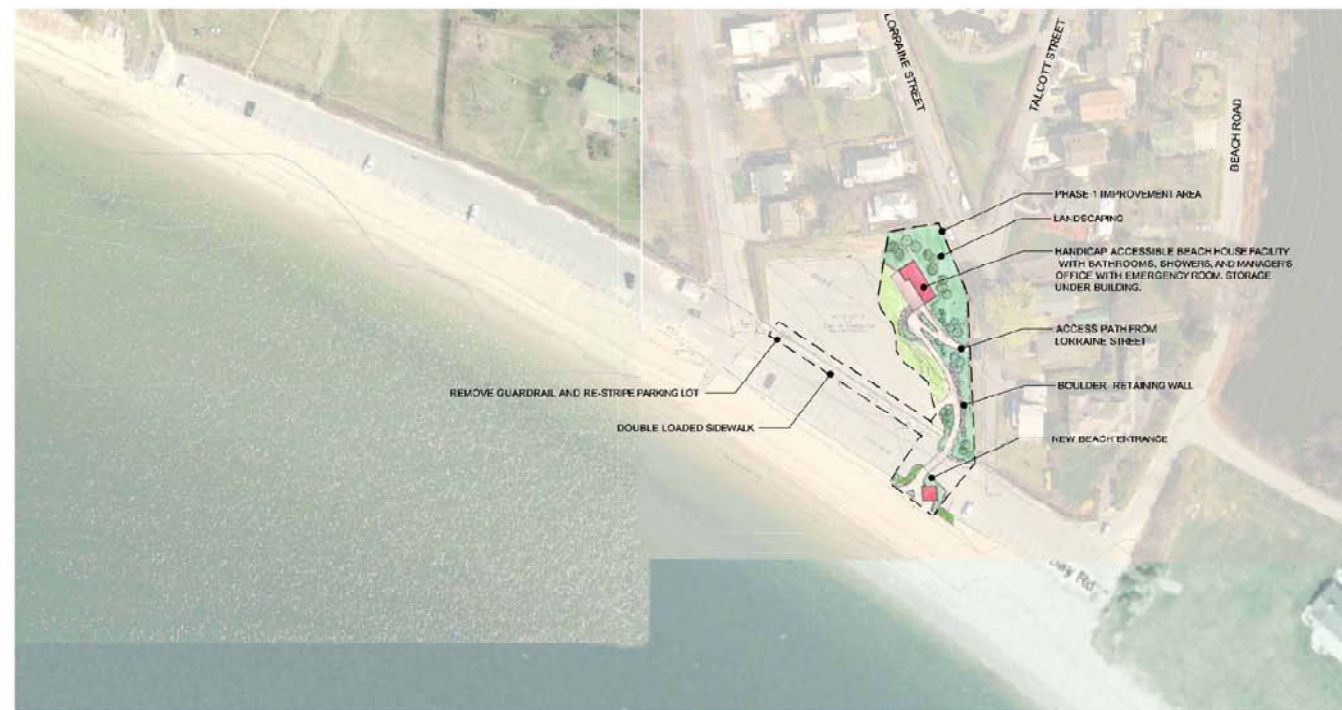 LORRAINE STREET
TALCOTT STREET
BEACH ROAD
PHASE 1 IMPROVEMENT AREA
LANDSCAPING
HANDICAP ACCESSIBLE BEACH HOUSE FACILITY
WITH BATHROOMS, SHOWERS, AND MANAGER'S
OFFICE WITH EMERGENCY ROOM. STORAGE
UNDER BUILDING.
ACCESS PATH FROM
LORRAINE STREET
BOULDER RETAINING WALL
REMOVE GUARDRAIL AND RE-STRIPE PARKING LOT
DOUBLE LOADED SIDEWALK
NEW BEACH ENTRANCE
Rd